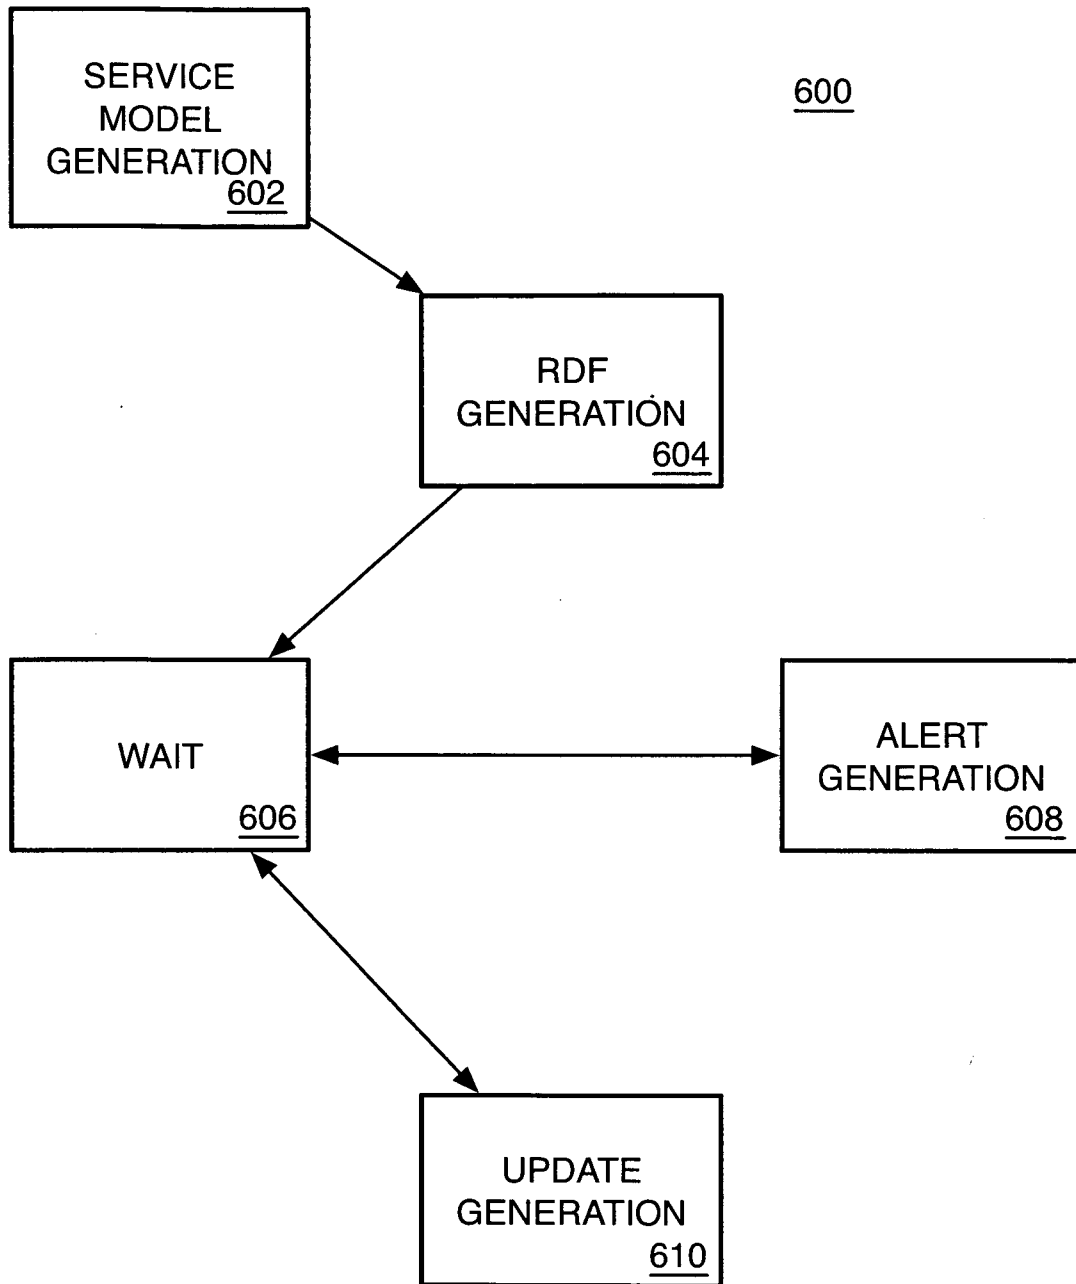 SERVICE
MODEL
GENERATION
602
600
RDF
GENERATION
604
WAIT
606
ALERT
GENERATION
608
UPDATE
GENERATION
610